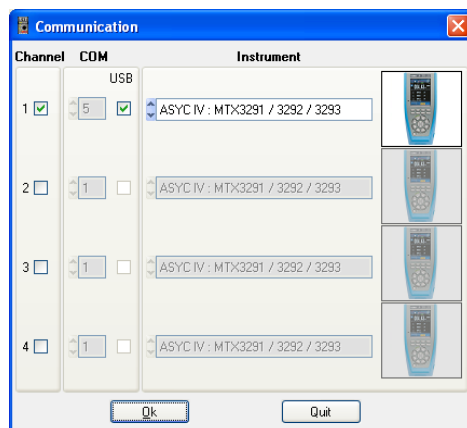 Communication
Channel COM Instrument
USB
1 5 ASYC IV : MTX3291 / 3292 / 3293
2 1 ASYC IV : MTX3291 / 3292 / 3293
3 1 ASYC IV : MTX3291 / 3292 / 3293
4 1 ASYC IV : MTX3291 / 3292 / 3293
Ok Quit